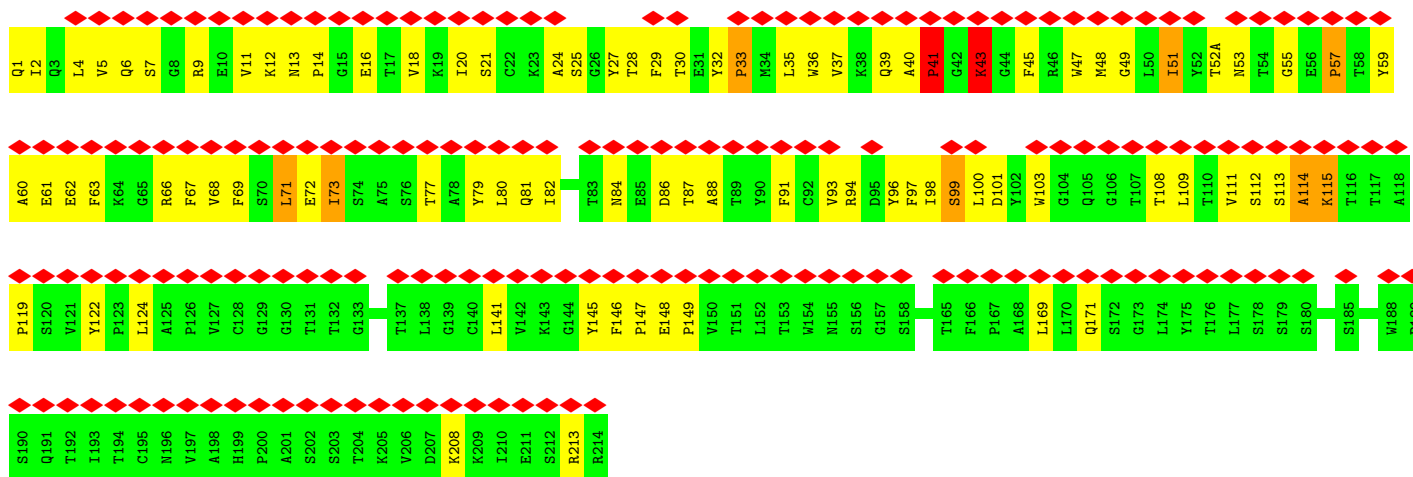 Q1 I2 Q3 L4 V5 Q6 S7 G8 R9 E10 V11 K12 N13 P14 G15 E16 T17 V18 K19 I20 S21 C22 K23 A24 S25 G26 Y27 T28 F29 T30 E31 Y32 P33 M34 L35 W36 V37 K38 Q39 A40 P41 G42 K43 G44 F45 R46 W47 M48 G49 L50 I51 Y52 T52A N53 T54 G55 E56 P57 T58 Y59
A60 E61 E62 F63 K64 G65 R66 F67 V68 F69 S70 L71 E72 I73 S74 A75 S76 T77 A78 Y79 L80 Q81 I82 T83 N84 E85 D86 T87 A88 T89 Y90 F91 C92 V93 R94 D95 Y96 F97 I98 S99 L100 D101 Y102 W103 G104 Q105 G106 T107 T108 L109 T110 V111 S112 S113 A114 K115 T116 T117 A118
P119 S120 V121 Y122 P123 L124 A125 P126 V127 C128 G129 G130 T131 T132 G133 T137 L138 G139 C140 L141 V142 K143 G144 Y145 F146 P147 E148 P149 V150 T151 L152 T153 W154 N155 S156 G157 S158 T165 F166 P167 A168 L169 L170 Q171 S172 G173 L174 Y175 T176 L177 S178 S179 S180 S185 W188
S190 Q191 T192 I193 T194 C195 N196 V197 A198 H199 P200 A201 S202 S203 T204 K205 V206 D207 K208 K209 I210 E211 S212 R213 R214